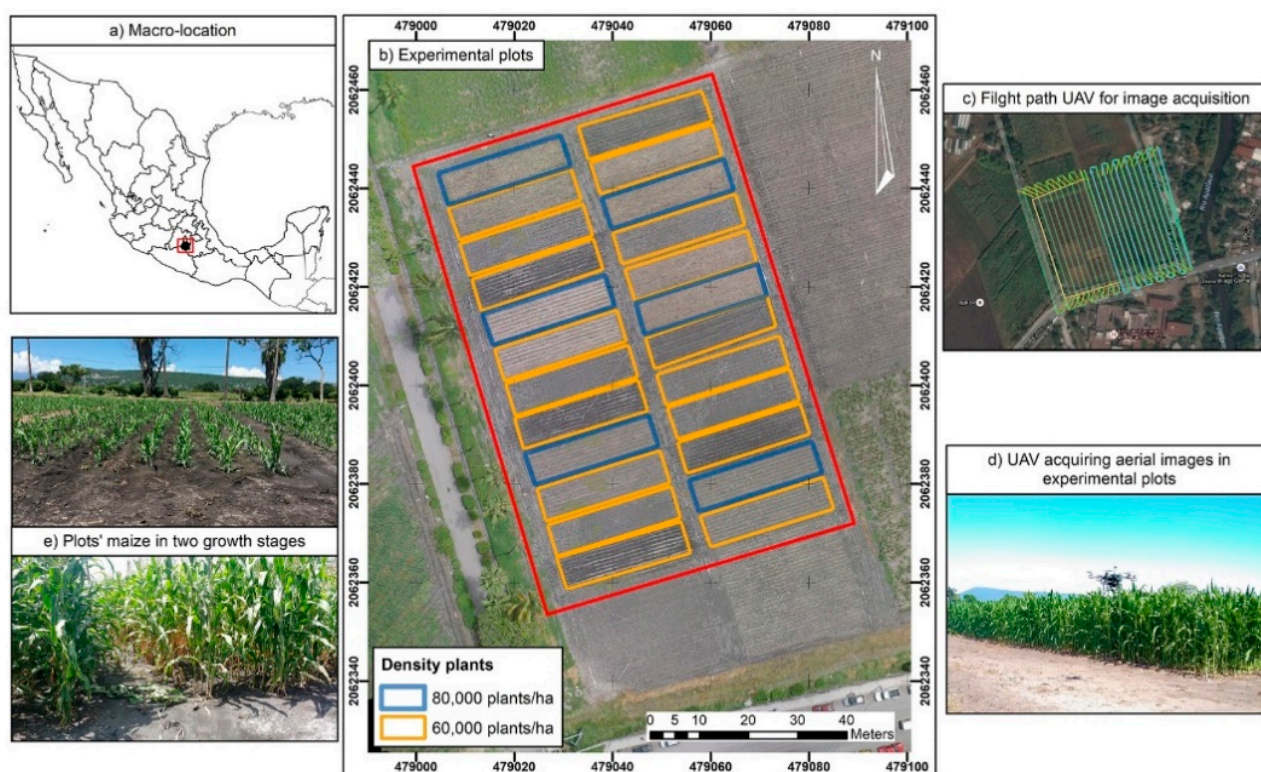 a) Macro-location
479000 479020 479040 479060 479080 479100
b) Experimental plots
N
2062460 2062440 2062420 2062400 2062380 2062360 2062340
2062460 2062440 2062420 2062400 2062380 2062360 2062340
c) Filght path UAV for image acquisition
d) UAV acquiring aerial images in
experimental plots
e) Plots' maize in two growth stages
Density plants
80,000 plants/ha
60,000 plants/ha
0 5 10 20 30 40
Meters
479000 479020 479040 479060 479080 479100